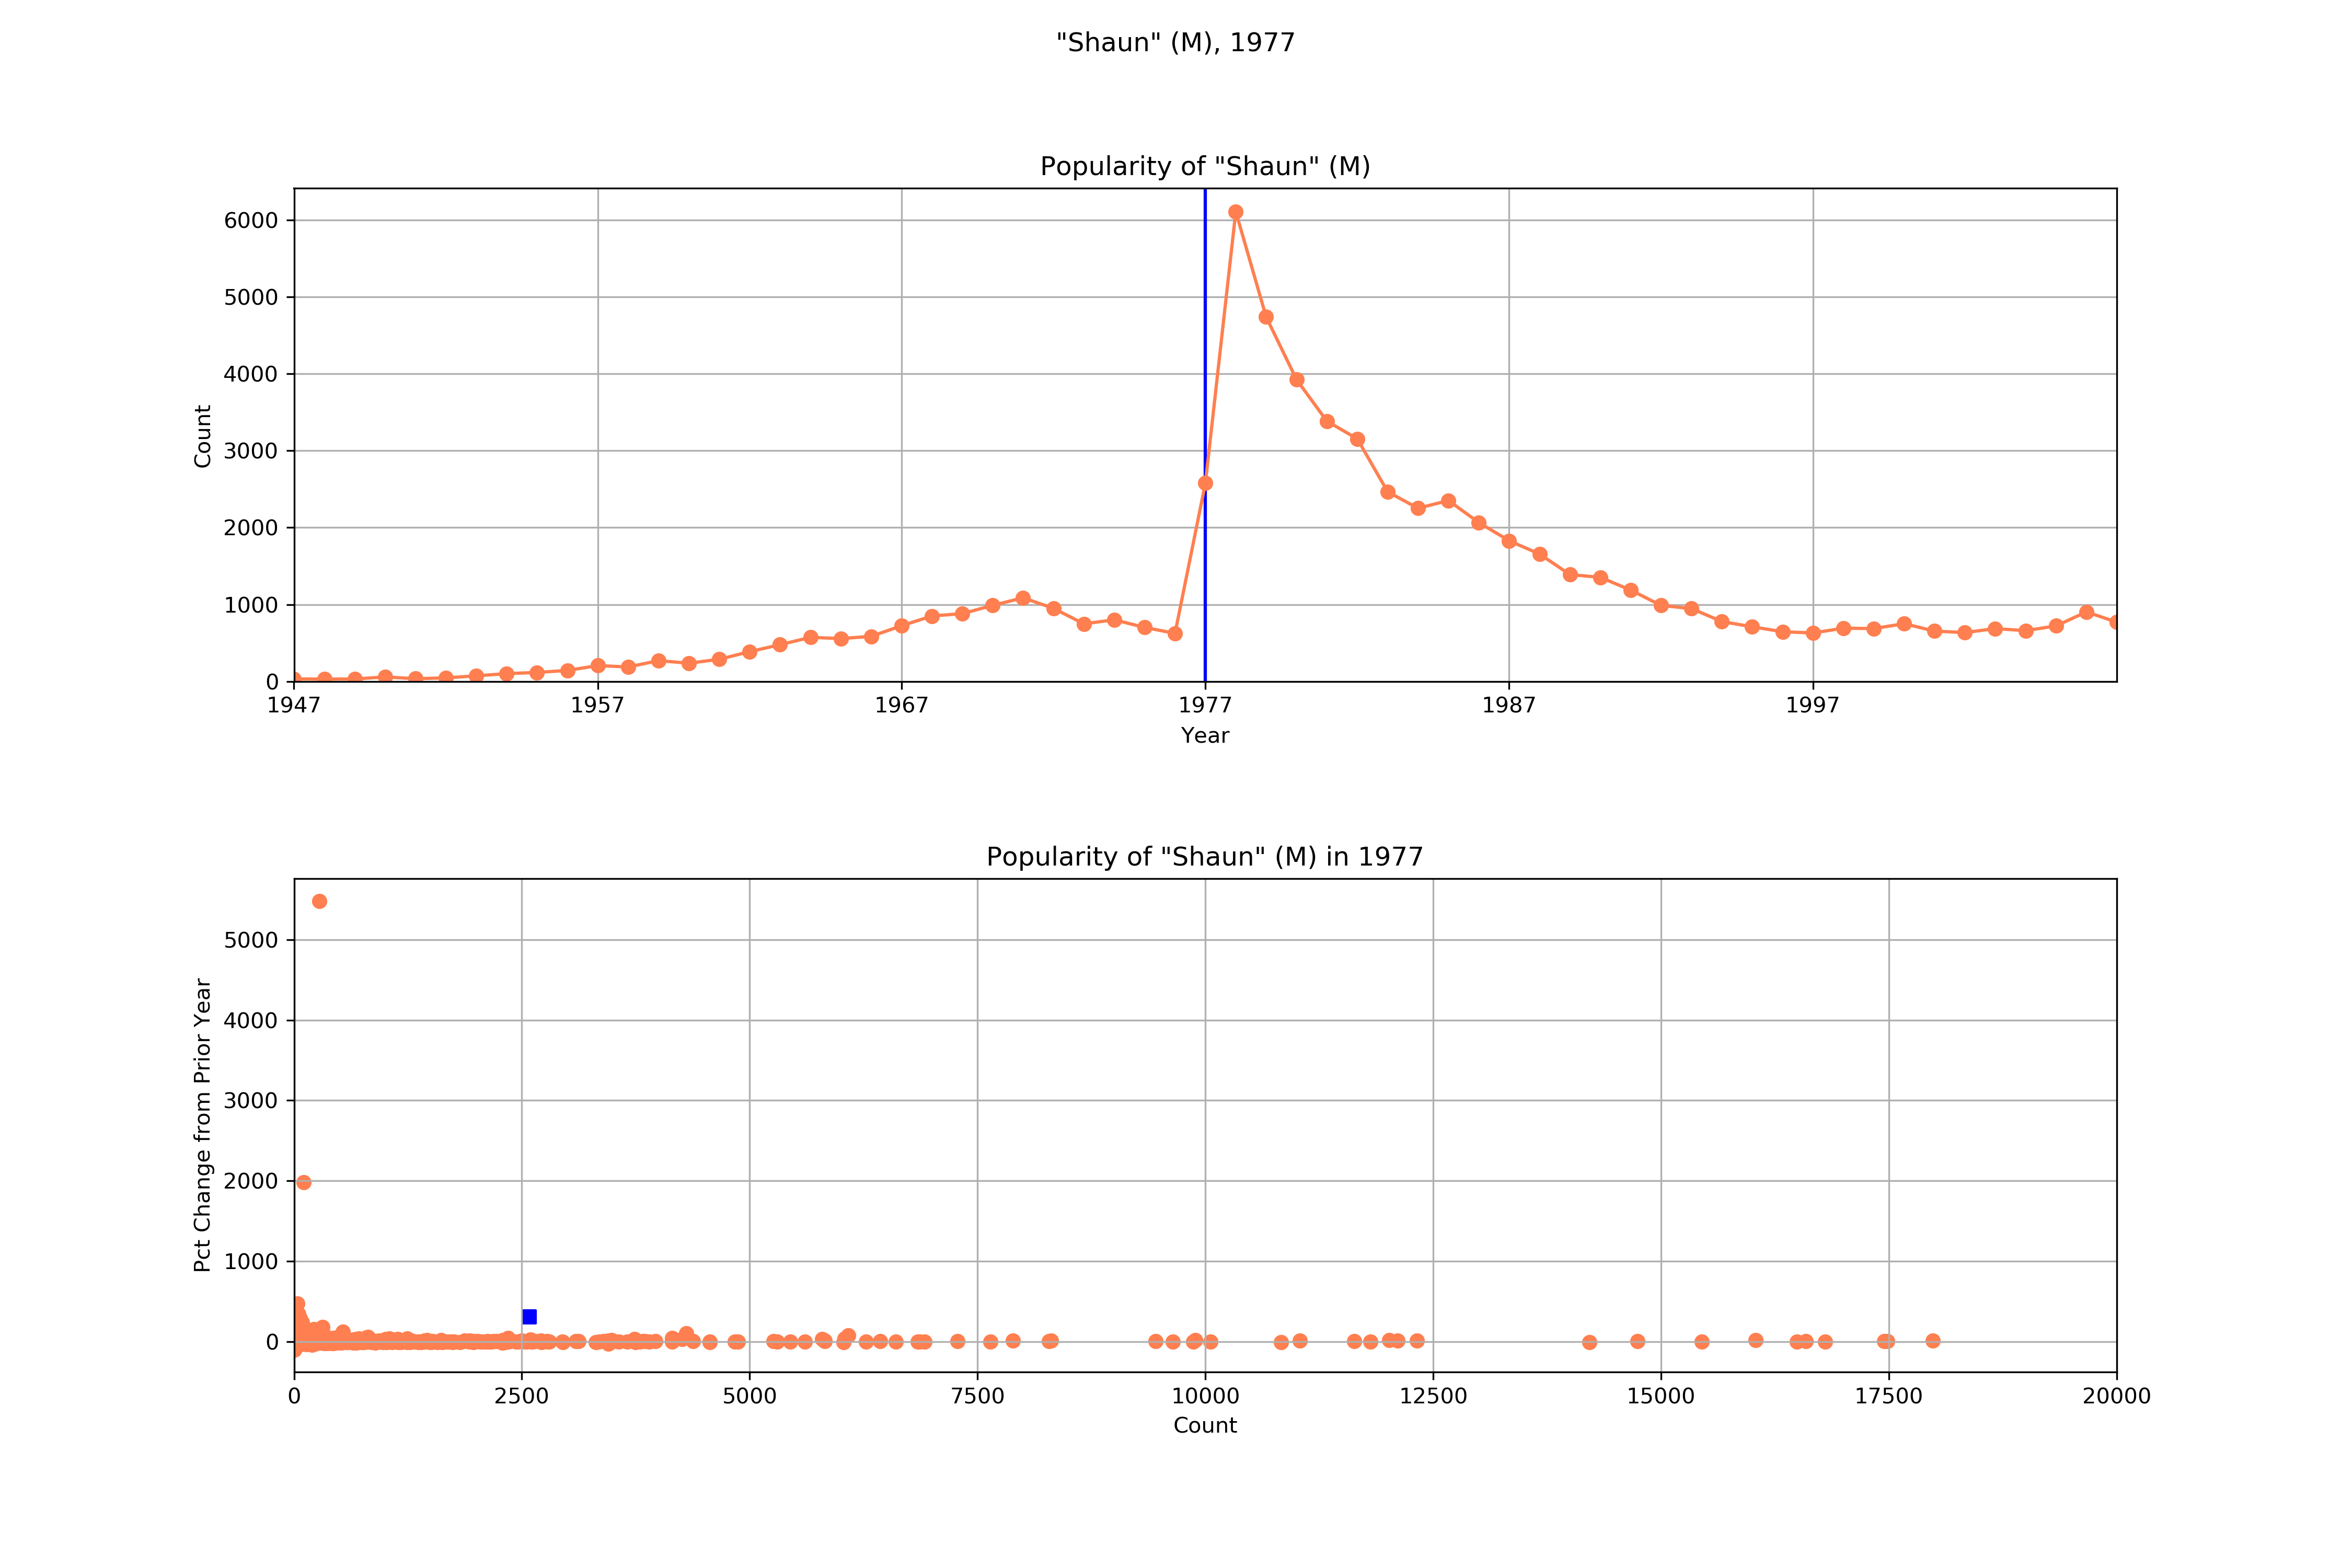 "Shaun" (M), 1977
Popularity of "Shaun" (M)
6000
5000
4000
3000
2000
1000
0
Count
1947 1957 1967 1977 1987 1997
Year
Popularity of "Shaun" (M) in 1977
5000
4000
3000
2000
1000
0
Pct Change from Prior Year
0 2500 5000 7500 10000 12500 15000 17500 20000
Count